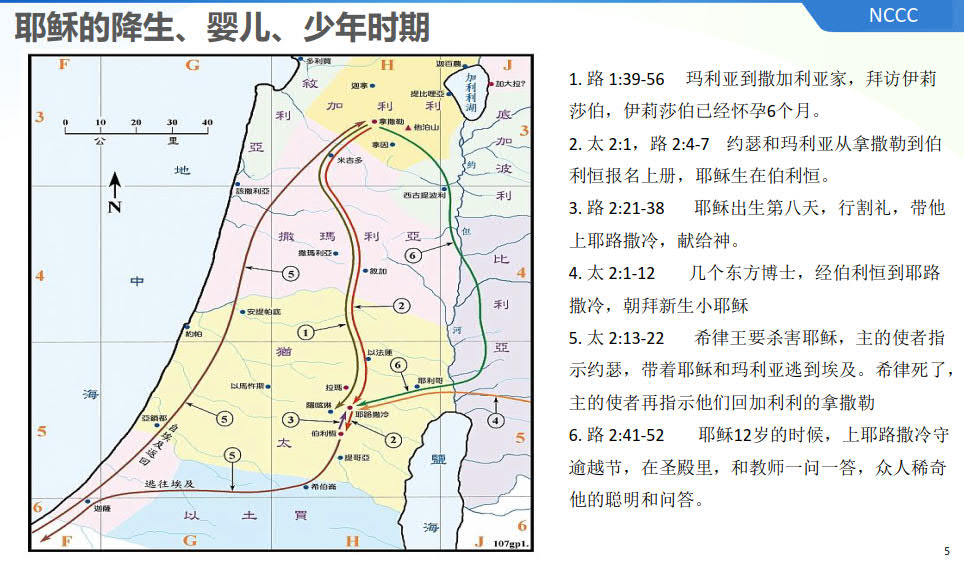 耶稣的降生、婴儿、少年时期
NCCC
1. 路 1:39-56 玛利亚到撒加利亚家，拜访伊莉
莎伯，伊莉莎伯已经怀孕6个月。
2. 太 2:1，路 2:4-7 约瑟和玛利亚从拿撒勒到伯
利恒报名上册，耶稣生在伯利恒。
3. 路 2:21-38 耶稣出生第八天，行割礼，带他
上耶路撒冷，献给神。
4. 太 2:1-12 几个东方博士，经伯利恒到耶路
撒冷，朝拜新生小耶稣
5. 太 2:13-22 希律王要杀害耶稣，主的使者指
示约瑟，带着耶稣和玛利亚逃到埃及。希律死了，
主的使者再指示他们回加利利的拿撒勒
6. 路 2:41-52 耶稣12岁的时候，上耶路撒冷守
逾越节，在圣殿里，和教师一问一答，众人稀奇
他的聪明和问答。
F G H J
多利買
迦百農
加大拉?
敘利亞
迦拿
提比哩亞
加利利湖
加利利
3
0 10 20 30 40
公里
拿撒勒
他泊山
3
拿因
米吉多
底加波利
地中海
N
該撒利亞
西古提波利
約但河
撒瑪利亞
撒瑪利亞
6
5
敘加
比利亞
4
4
2
安提帕底
1
約帕
猶太
以法蓮
6
以馬忤斯
拉瑪
耶利哥
5
亞鎖都
耶路撒冷
3
4
5
5
自埃及返回
伯利恆
2
5
提哥亞
鹽海
逃往埃及
希伯崙
6
迦薩
以土買
6
F G H J
107gp1.
5